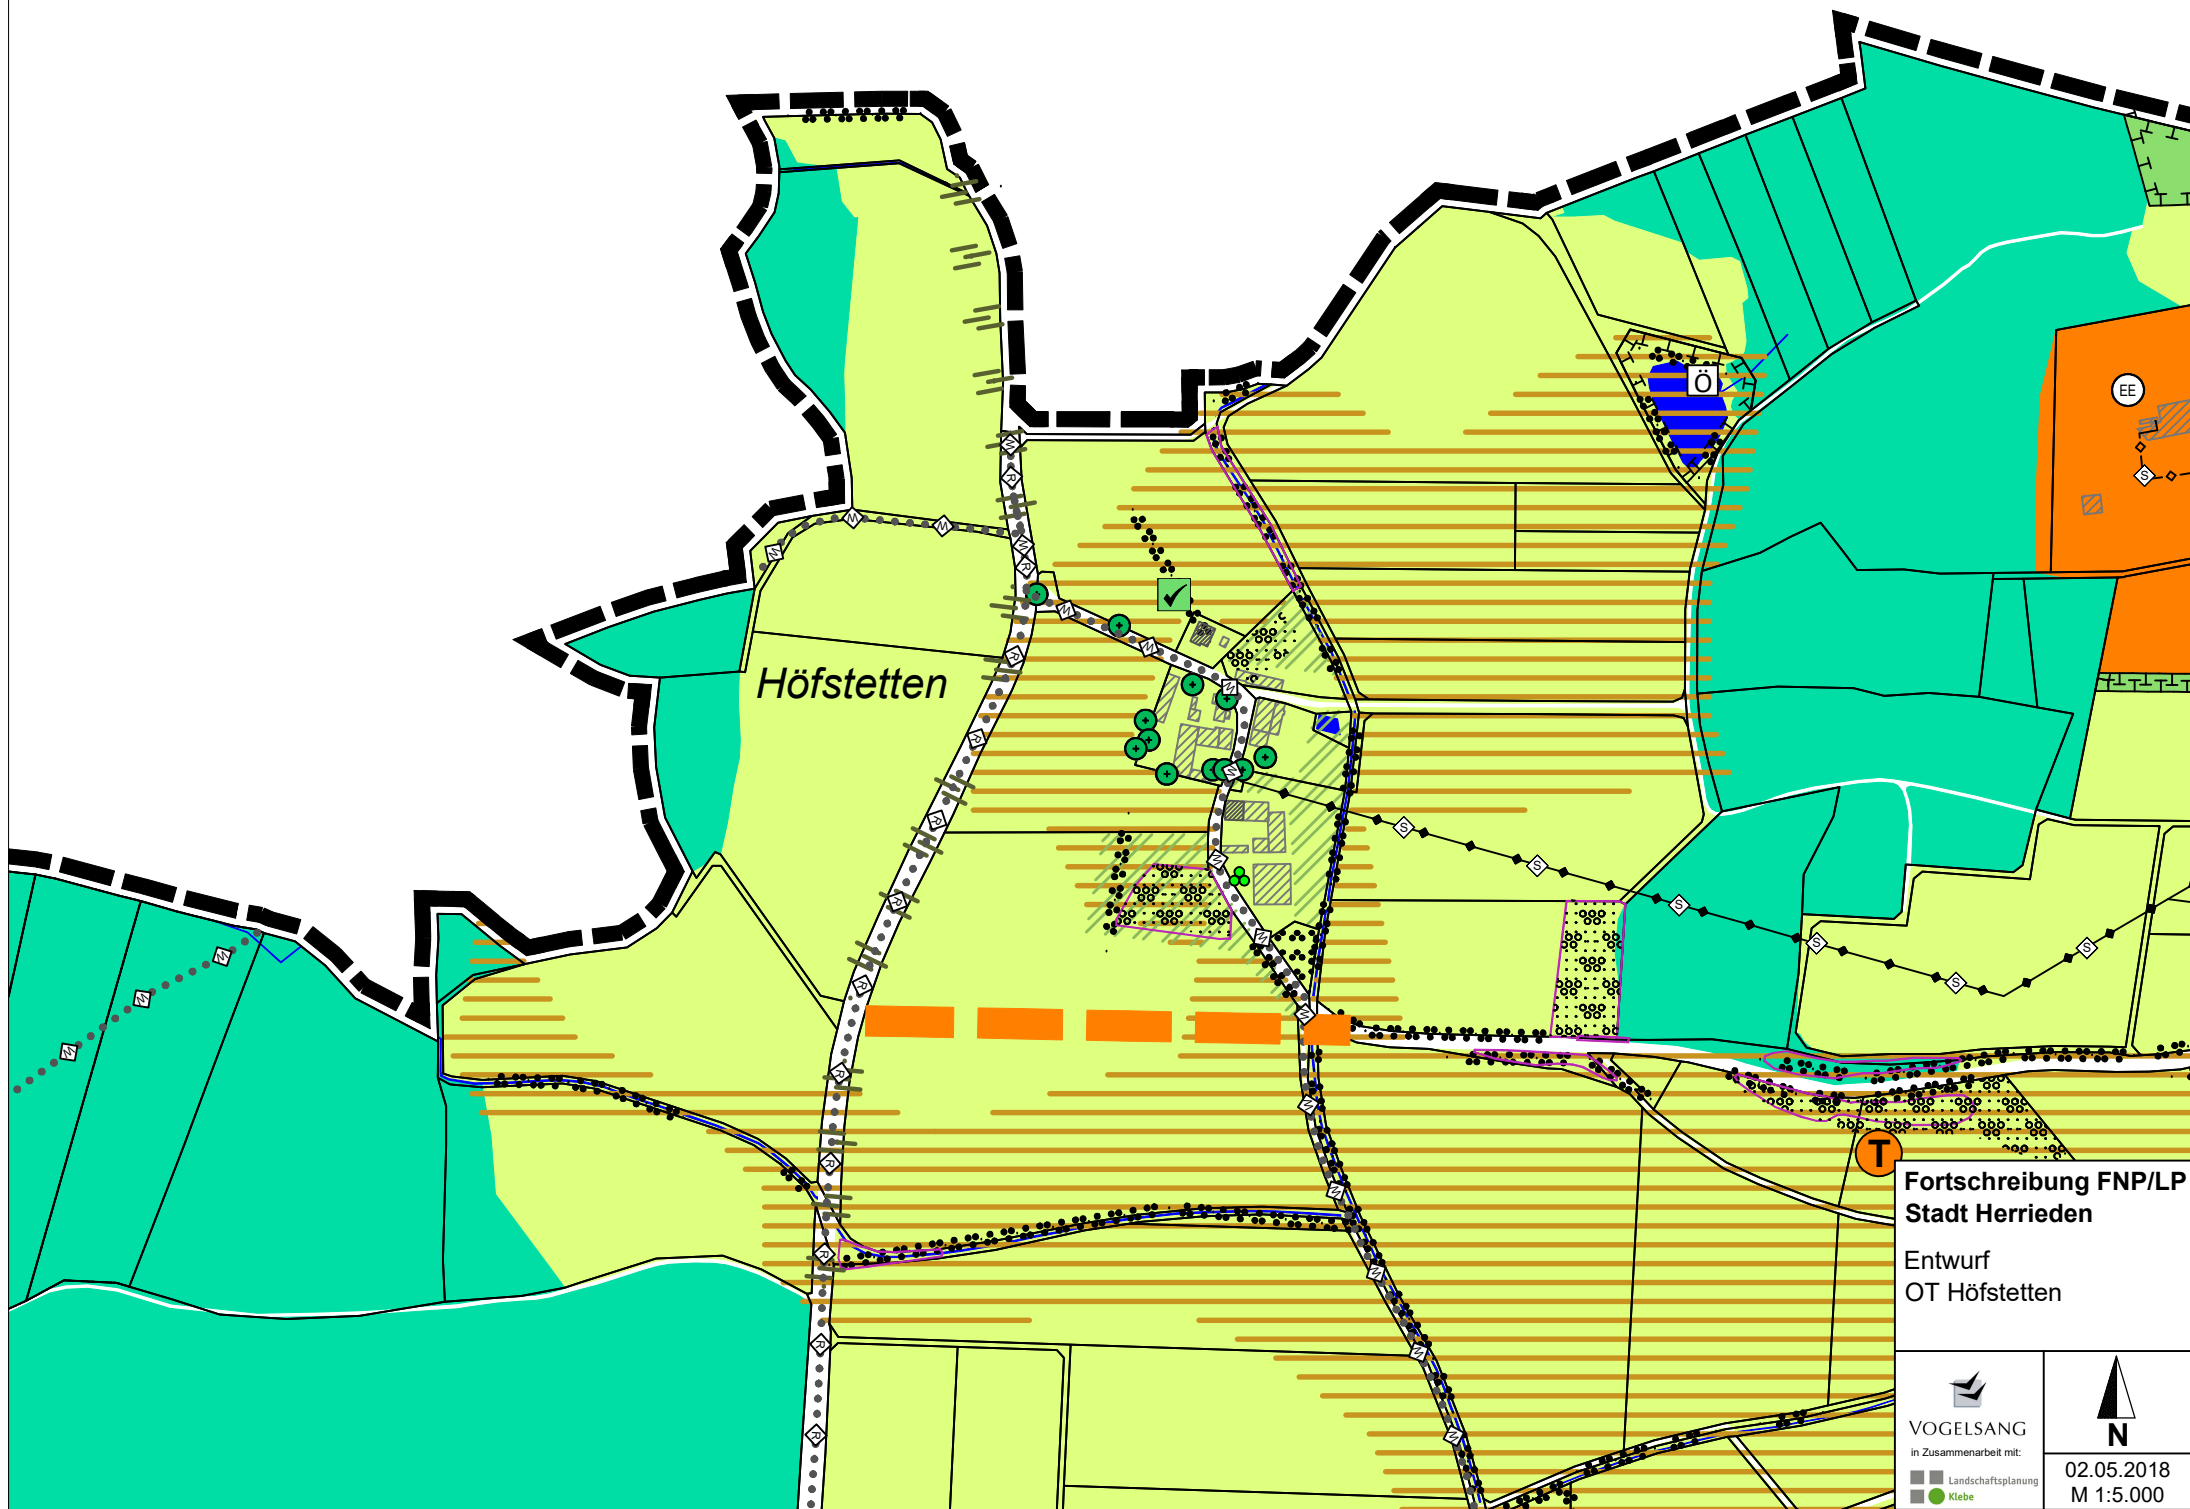 Ö
EE
Höfstetten
T
Fortschreibung FNP/LP
Stadt Herrieden
Entwurf
OT Höfstetten
VOGELSANG
in Zusammenarbeit mit:
Landschaftsplanung
Klebe
N
02.05.2018
M 1:5.000